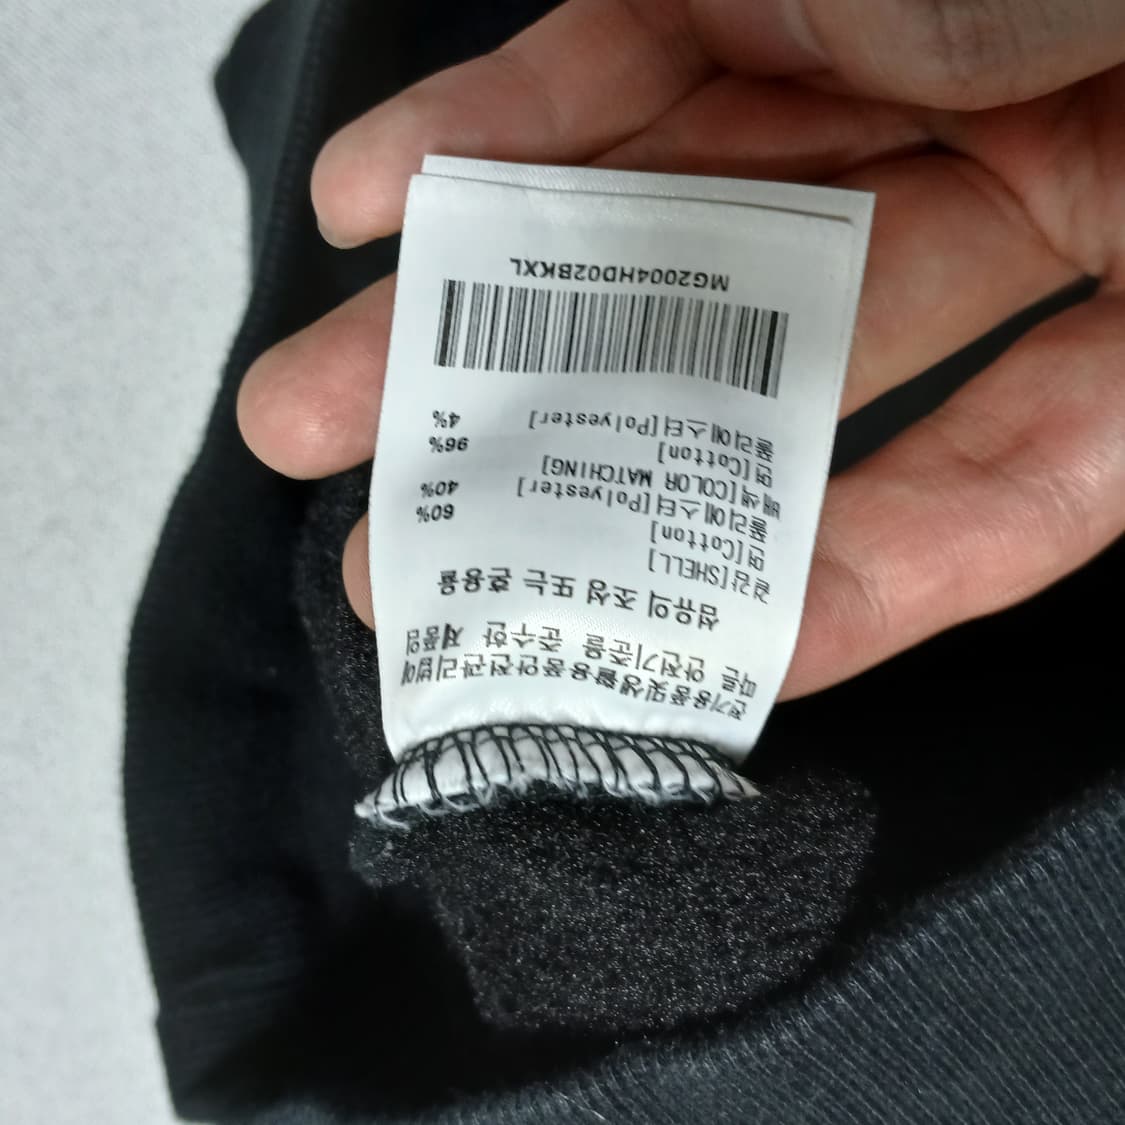 전기용품및생활용품안전관리법에
따른 안전기준을 준수한 제품임
섬유의 조성 또는 혼용율
겉감[SHELL]
면[Cotton] 60%
폴리에스터[Polyester] 40%
배색[COLOR MATCHING]
면[Cotton] 96%
폴리에스터[Polyester] 4%
MG2004HD02BKXL